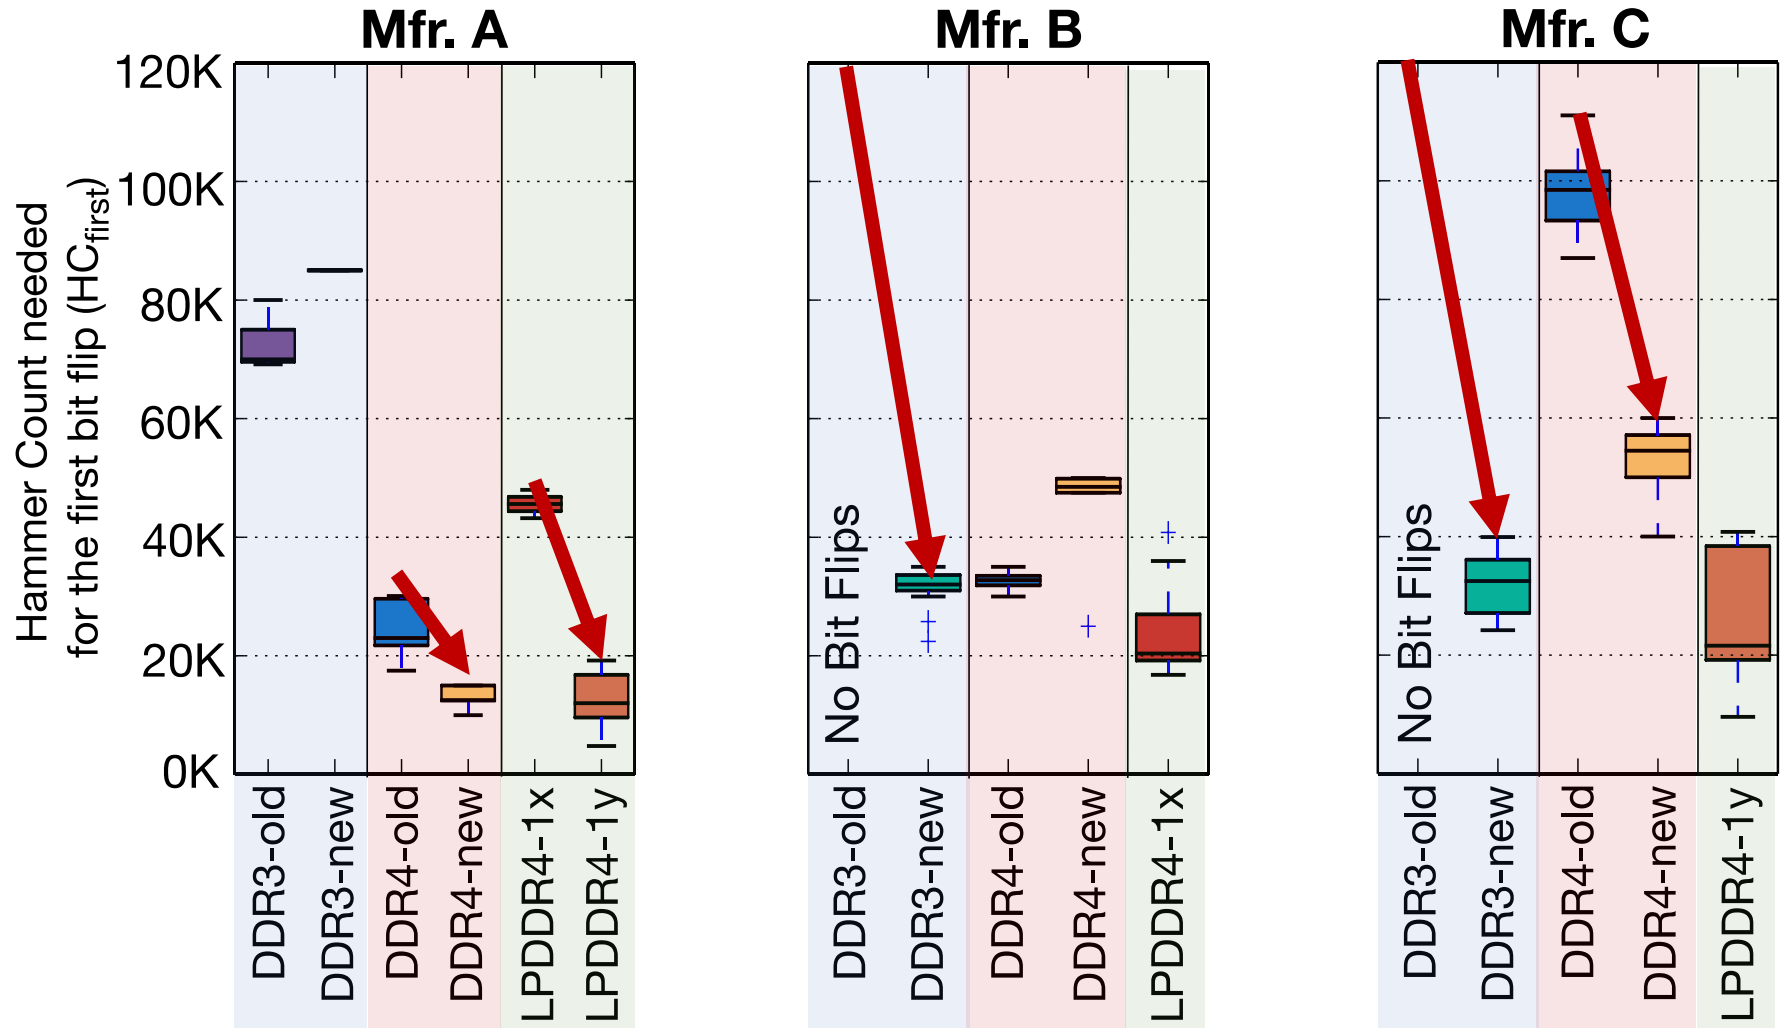 Mfr. A
Mfr. B
Mfr. C
Hammer Count needed
for the first bit flip (HCfirst)
120K
100K
80K
60K
40K
20K
0K
No Bit Flips
No Bit Flips
DDR3-old
DDR3-new
DDR4-old
DDR4-new
LPDDR4-1x
LPDDR4-1y
DDR3-old
DDR3-new
DDR4-old
DDR4-new
LPDDR4-1x
DDR3-old
DDR3-new
DDR4-old
DDR4-new
LPDDR4-1y